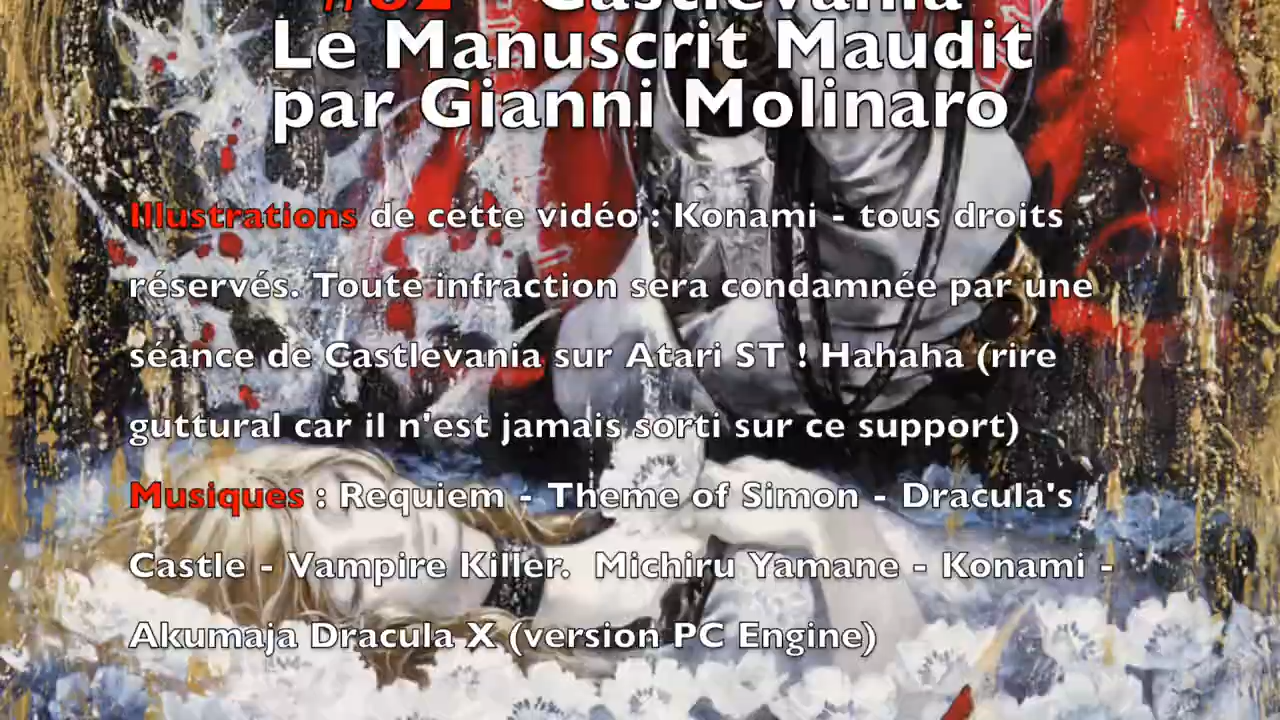 #62 - Castlevania
Le Manuscrit Maudit
par Gianni Molinaro
Illustrations de cette vidéo : Konami - tous droits
réservés. Toute infraction sera condamnée par une
séance de Castlevania sur Atari ST ! Hahaha (rire
guttural car il n'est jamais sorti sur ce support)
Musiques : Requiem - Theme of Simon - Dracula's
Castle - Vampire Killer. Michiru Yamane - Konami -
Akumaja Dracula X (version PC Engine)